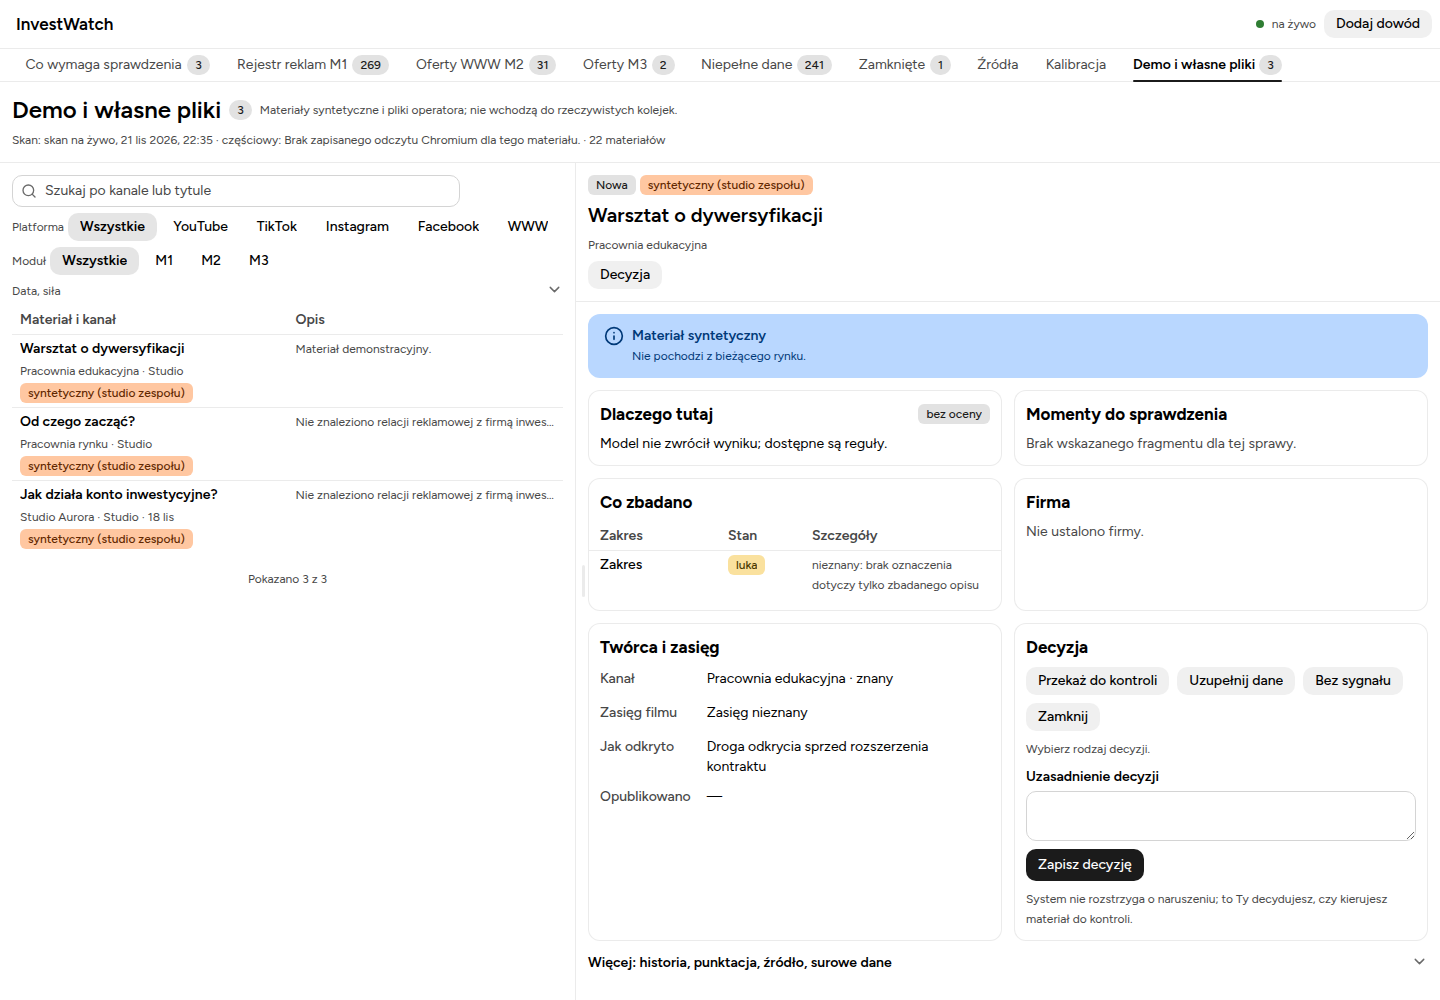 InvestWatch
na żywo
Dodaj dowód
Co wymaga sprawdzenia 3
Rejestr reklam M1 269
Oferty WWW M2 31
Oferty M3 2
Niepełne dane 241
Zamknięte 1
Źródła
Kalibracja
Demo i własne pliki 3
Demo i własne pliki 3 Materiały syntetyczne i pliki operatora; nie wchodzą do rzeczywistych kolejek.
Skan: skan na żywo, 21 lis 2026, 22:35 · częściowy: Brak zapisanego odczytu Chromium dla tego materiału. · 22 materiałów
Szukaj po kanale lub tytule
Platforma Wszystkie YouTube TikTok Instagram Facebook WWW
Moduł Wszystkie M1 M2 M3
Data, siła
Materiał i kanał Opis
Warsztat o dywersyfikacji Materiał demonstracyjny.
Pracownia edukacyjna · Studio
syntetyczny (studio zespołu)
Od czego zacząć? Nie znaleziono relacji reklamowej z firmą inwes...
Pracownia rynku · Studio
syntetyczny (studio zespołu)
Jak działa konto inwestycyjne? Nie znaleziono relacji reklamowej z firmą inwes...
Studio Aurora · Studio · 18 lis
syntetyczny (studio zespołu)
Pokazano 3 z 3
Nowa syntetyczny (studio zespołu)
Warsztat o dywersyfikacji
Pracownia edukacyjna
Decyzja
Materiał syntetyczny
Nie pochodzi z bieżącego rynku.
Dlaczego tutaj bez oceny
Model nie zwrócił wyniku; dostępne są reguły.
Momenty do sprawdzenia
Brak wskazanego fragmentu dla tej sprawy.
Co zbadano
Zakres Stan Szczegóły
Zakres luka nieznany: brak oznaczenia
dotyczy tylko zbadanego opisu
Firma
Nie ustalono firmy.
Twórca i zasięg
Kanał Pracownia edukacyjna · znany
Zasięg filmu Zasięg nieznany
Jak odkryto Droga odkrycia sprzed rozszerzenia
kontraktu
Opublikowano —
Decyzja
Przekaż do kontroli Uzupełnij dane Bez sygnału
Zamknij
Wybierz rodzaj decyzji.
Uzasadnienie decyzji
Zapisz decyzję
System nie rozstrzyga o naruszeniu; to Ty decydujesz, czy kierujesz
materiał do kontroli.
Więcej: historia, punktacja, źródło, surowe dane